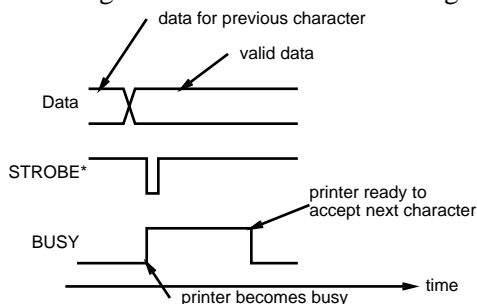 data for previous character
valid data
Data
STROBE*
printer ready to
accept next character
BUSY
time
printer becomes busy